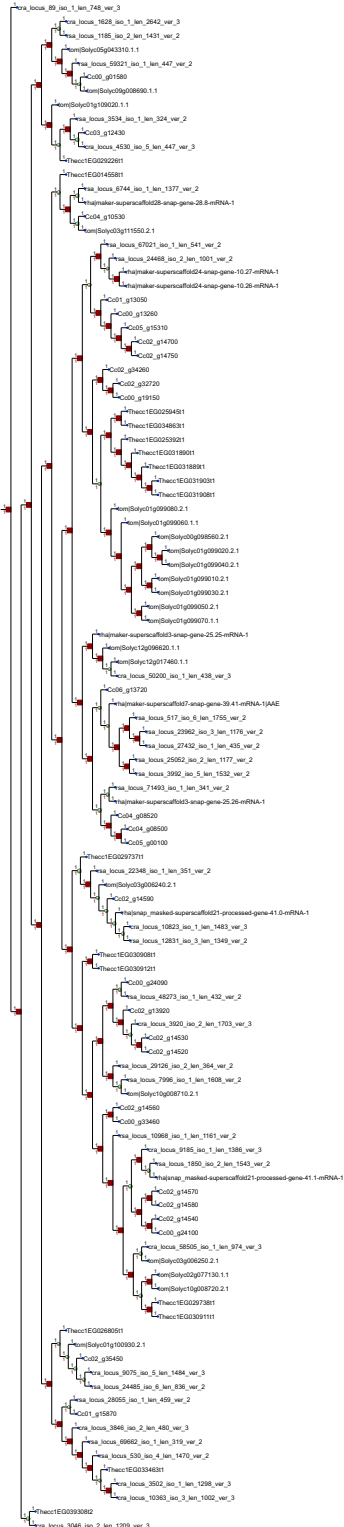 cra_locus_89_iso_1_len_748_ver_3
cra_locus_1628_iso_1_len_2642_ver_3
rsa_locus_1185_iso_2_len_1431_ver_2
tom|Solyc05g043310.1.1
rsa_locus_59321_iso_1_len_447_ver_2
Cc00_g01580
tom|Solyc09g008690.1.1
tom|Solyc01g109020.1.1
rsa_locus_3534_iso_1_len_324_ver_2
Cc03_g12430
cra_locus_4530_iso_5_len_447_ver_3
Thecc1EG029226t1
Thecc1EG014558t1
rsa_locus_6744_iso_1_len_1377_ver_2
rha|maker-superscaffold28-snap-gene-28.8-mRNA-1
Cc04_g10530
tom|Solyc03g111550.2.1
rsa_locus_67021_iso_1_len_541_ver_2
rsa_locus_24468_iso_2_len_1001_ver_2
rha|maker-superscaffold24-snap-gene-10.27-mRNA-1
rha|maker-superscaffold24-snap-gene-10.26-mRNA-1
Cc01_g13050
Cc00_g13260
Cc05_g15310
Cc02_g14700
Cc02_g14750
Cc02_g34260
Cc02_g32720
Cc00_g19150
Thecc1EG025945t1
Thecc1EG034863t1
Thecc1EG025392t1
Thecc1EG031890t1
Thecc1EG031889t1
Thecc1EG031903t1
Thecc1EG031908t1
tom|Solyc01g099080.2.1
tom|Solyc01g099060.1.1
tom|Solyc00g098560.2.1
tom|Solyc01g099020.2.1
tom|Solyc01g099040.2.1
tom|Solyc01g099010.2.1
tom|Solyc01g099030.2.1
tom|Solyc01g099050.2.1
tom|Solyc01g099070.1.1
rha|maker-superscaffold3-snap-gene-25.25-mRNA-1
tom|Solyc12g096620.1.1
tom|Solyc12g017460.1.1
cra_locus_50200_iso_1_len_438_ver_3
Cc06_g13720
rha|maker-superscaffold7-snap-gene-39.41-mRNA-1|AAE
rsa_locus_517_iso_6_len_1755_ver_2
rsa_locus_23962_iso_3_len_1176_ver_2
rsa_locus_27432_iso_1_len_435_ver_2
rsa_locus_25052_iso_2_len_1177_ver_2
rsa_locus_3992_iso_5_len_1532_ver_2
rsa_locus_71493_iso_1_len_341_ver_2
rha|maker-superscaffold3-snap-gene-25.26-mRNA-1
Cc04_g08520
Cc04_g08500
Cc05_g00100
Thecc1EG029737t1
rsa_locus_22348_iso_1_len_351_ver_2
tom|Solyc03g006240.2.1
Cc02_g14590
rha|snap_masked-superscaffold21-processed-gene-41.0-mRNA-1
cra_locus_10823_iso_1_len_1483_ver_3
rsa_locus_12831_iso_3_len_1349_ver_2
Thecc1EG030908t1
Thecc1EG030912t1
Cc00_g24090
rsa_locus_48273_iso_1_len_432_ver_2
Cc02_g13920
cra_locus_3920_iso_2_len_1703_ver_3
Cc02_g14530
Cc02_g14520
rsa_locus_29126_iso_2_len_364_ver_2
rsa_locus_7996_iso_1_len_1608_ver_2
tom|Solyc10g008710.2.1
Cc02_g14560
Cc00_g33460
rsa_locus_10968_iso_1_len_1161_ver_2
cra_locus_9185_iso_1_len_1386_ver_3
rsa_locus_1850_iso_2_len_1543_ver_2
rha|snap_masked-superscaffold21-processed-gene-41.1-mRNA-1
Cc02_g14570
Cc02_g14580
Cc02_g14540
Cc00_g24100
cra_locus_58505_iso_1_len_974_ver_3
tom|Solyc03g006250.2.1
tom|Solyc02g077130.1.1
tom|Solyc10g008720.2.1
Thecc1EG029738t1
Thecc1EG030911t1
Thecc1EG026805t1
tom|Solyc01g100930.2.1
Cc02_g35450
cra_locus_9075_iso_5_len_1484_ver_3
rsa_locus_24485_iso_6_len_836_ver_2
rsa_locus_28055_iso_1_len_459_ver_2
Cc01_g15870
cra_locus_3846_iso_2_len_480_ver_3
rsa_locus_69662_iso_1_len_319_ver_2
rsa_locus_530_iso_4_len_1470_ver_2
Thecc1EG033463t1
cra_locus_3502_iso_1_len_1298_ver_3
cra_locus_10363_iso_3_len_1002_ver_3
Thecc1EG039308t2
cra_locus_3046_iso_2_len_1209_ver_3